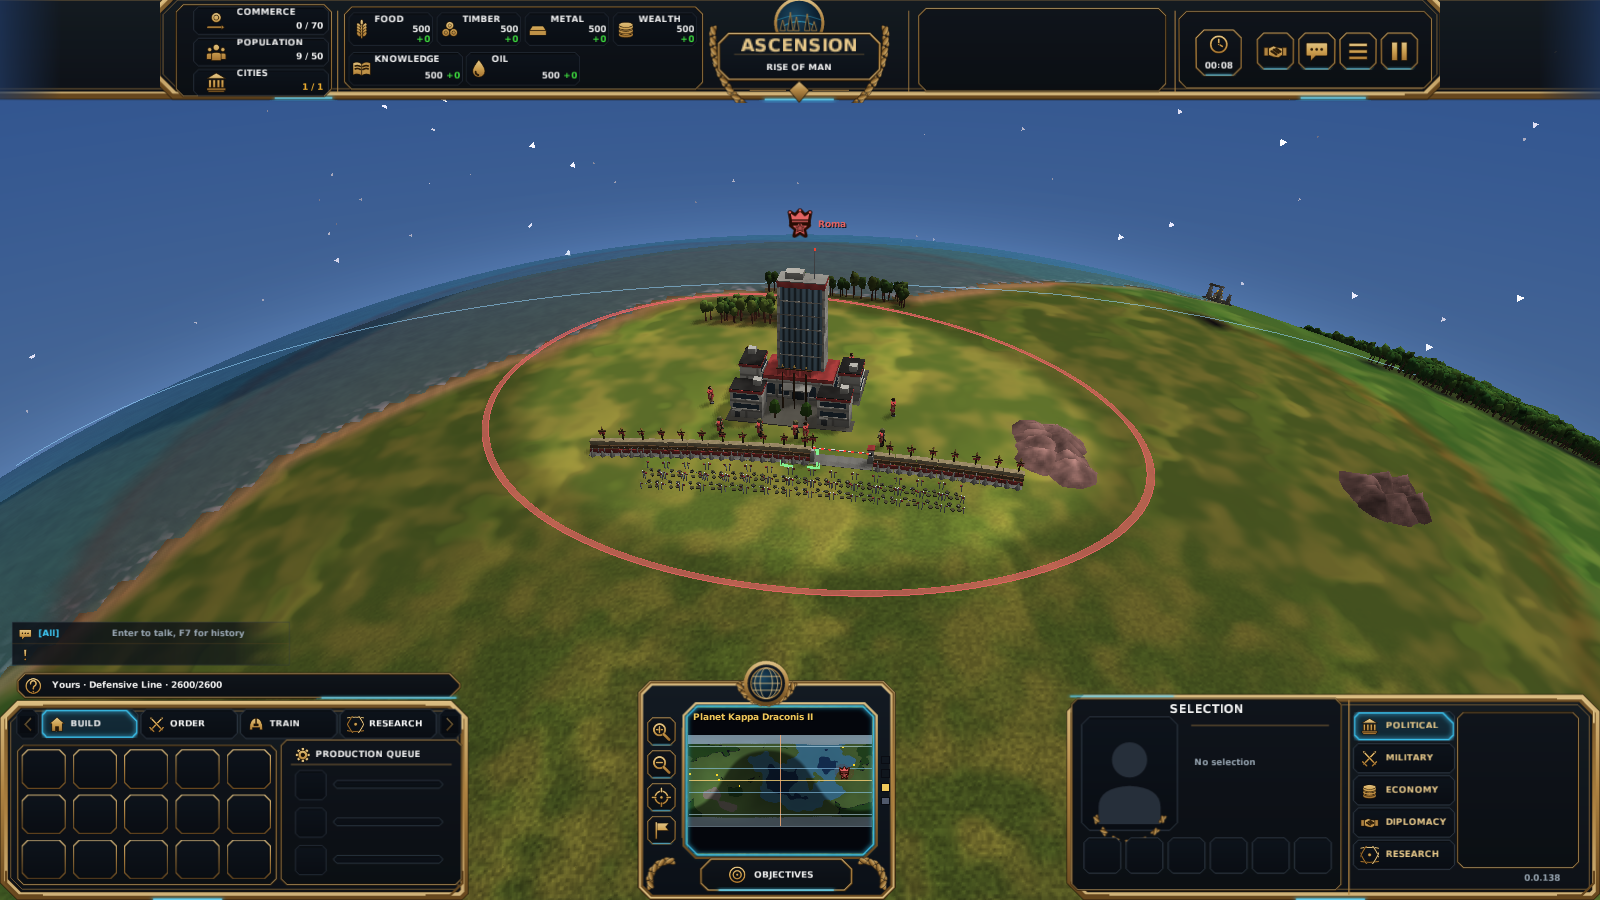 COMMERCE
0 / 70
POPULATION
9 / 50
CITIES
1 / 1
FOOD
500
+0
TIMBER
500
+0
METAL
500
+0
WEALTH
500
+0
KNOWLEDGE
500 +0
OIL
500 +0
ASCENSION
RISE OF MAN
00:08
Roma
[All] Enter to talk, F7 for history
!
Yours · Defensive Line · 2600/2600
BUILD
ORDER
TRAIN
RESEARCH
PRODUCTION QUEUE
Planet Kappa Draconis II
OBJECTIVES
SELECTION
No selection
POLITICAL
MILITARY
ECONOMY
DIPLOMACY
RESEARCH
0.0.138